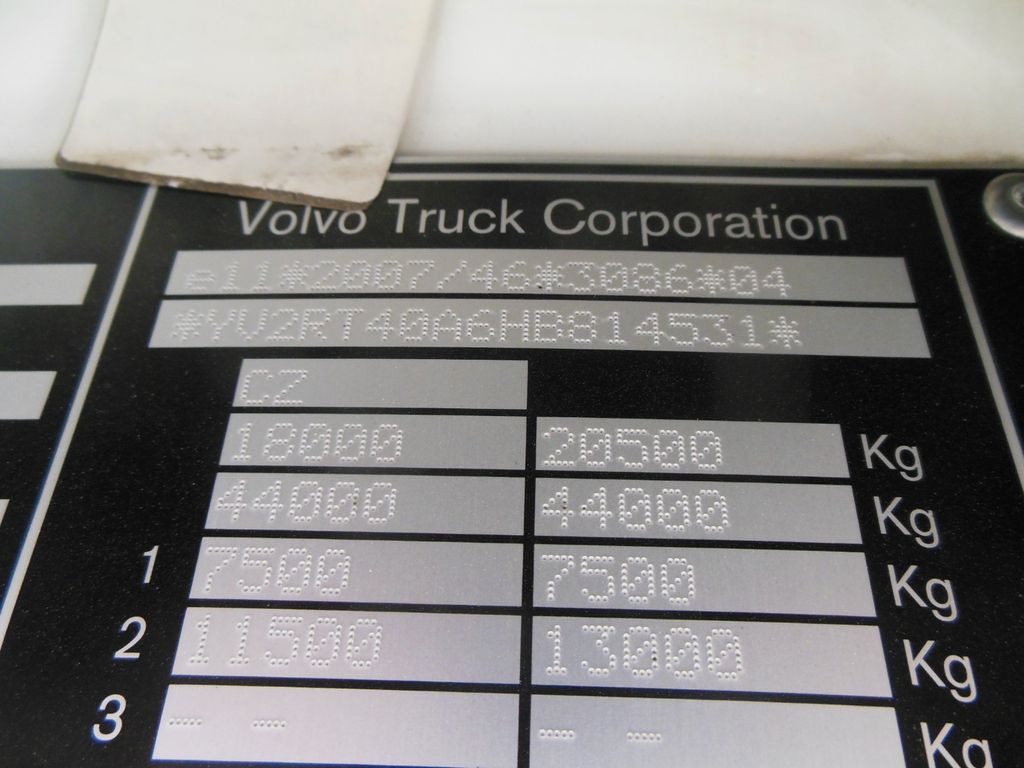 Volvo Truck Corporation
e11*2007/46*3086*04
*YV2RT40A6HB814531*
CZ
18000 20500 Kg
44000 44000 Kg
1 7500 7500 Kg
2 11500 13000 Kg
3 -- -- -- -- Kg